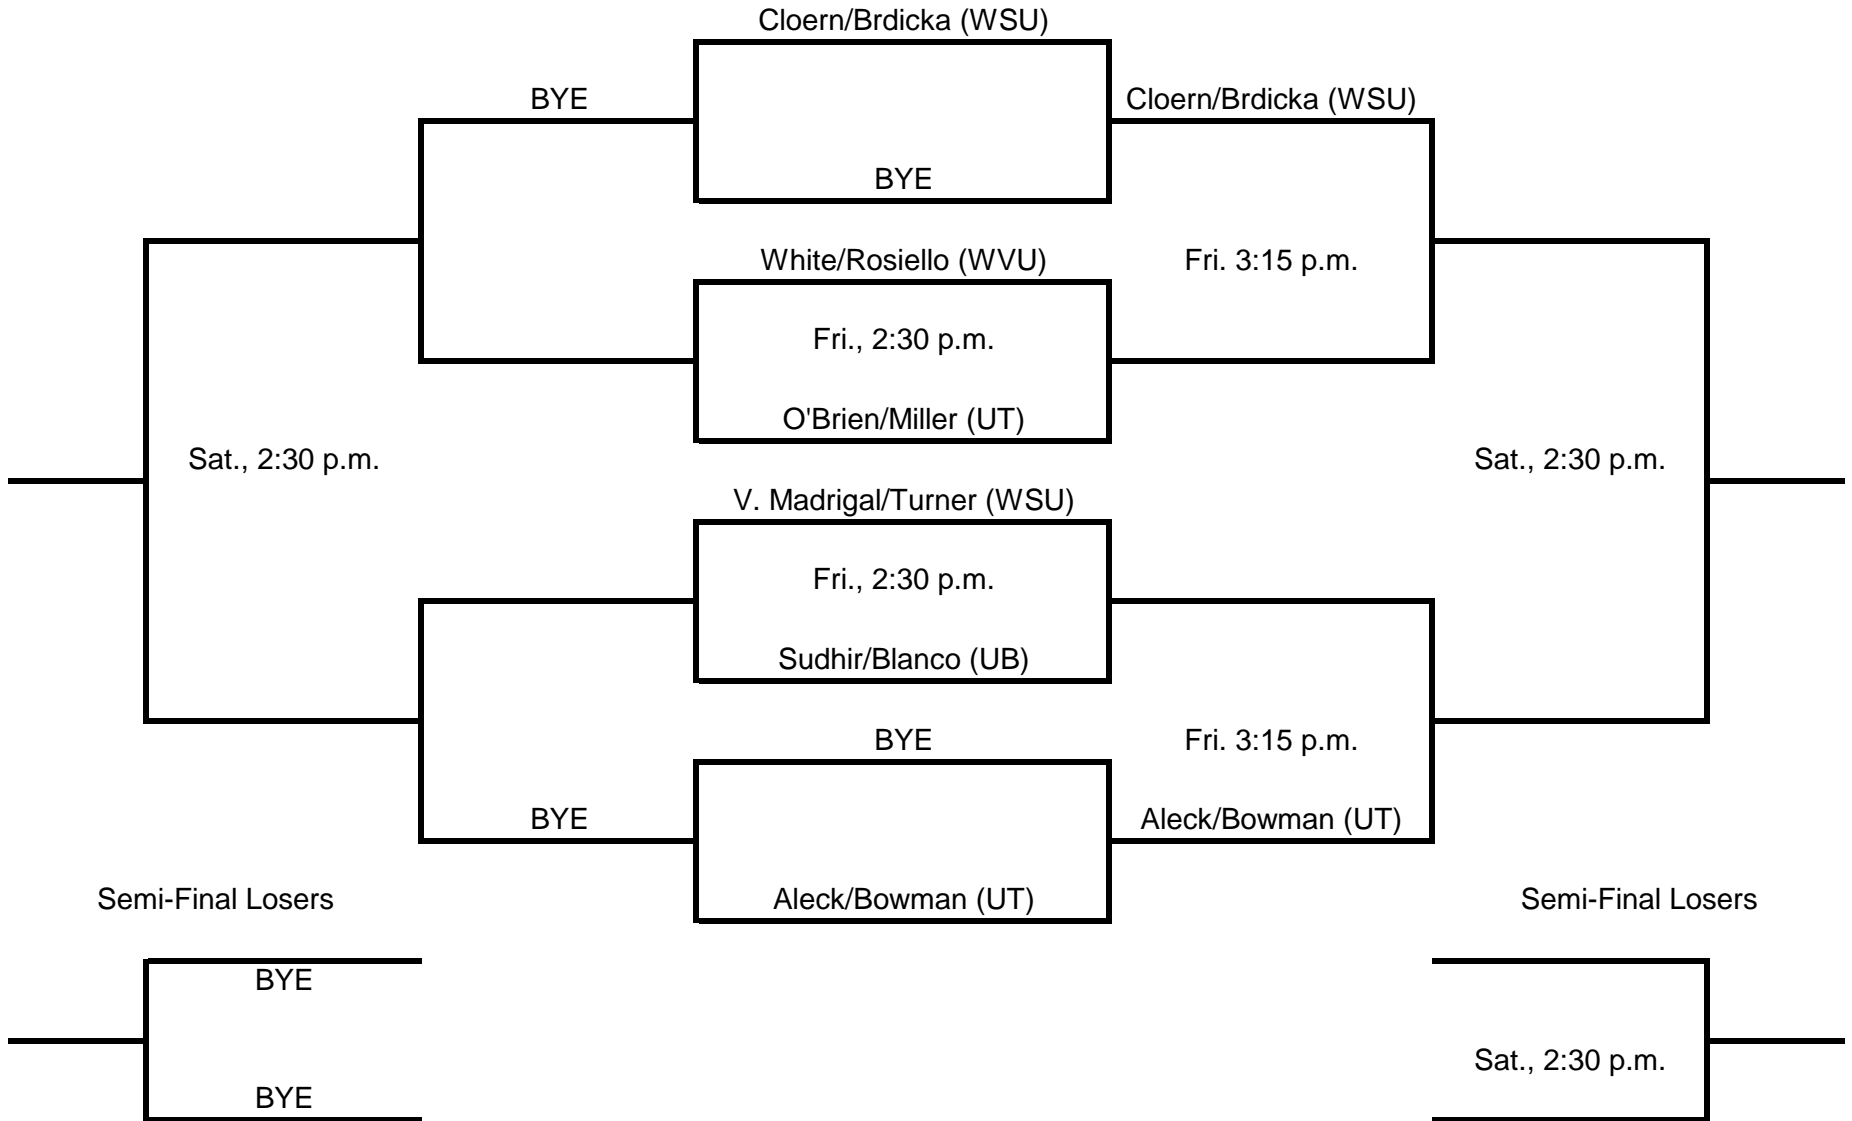 Cloern/Brdicka (WSU)
BYE
Cloern/Brdicka (WSU)
BYE
White/Rosiello (WVU)
Fri. 3:15 p.m.
Fri., 2:30 p.m.
O'Brien/Miller (UT)
Sat., 2:30 p.m.
Sat., 2:30 p.m.
V. Madrigal/Turner (WSU)
Fri., 2:30 p.m.
Sudhir/Blanco (UB)
BYE
Fri. 3:15 p.m.
BYE
Aleck/Bowman (UT)
Semi-Final Losers
Aleck/Bowman (UT)
Semi-Final Losers
BYE
Sat., 2:30 p.m.
BYE